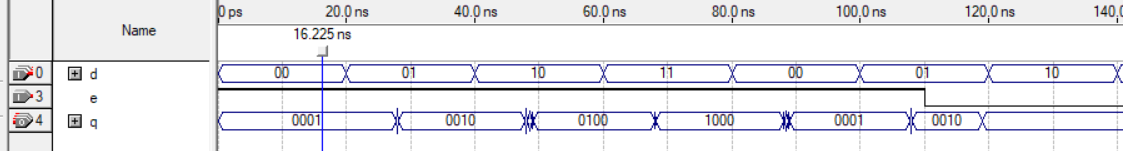 0 ps 20.0 ns 40.0 ns 60.0 ns 80.0 ns 100.0 ns 120.0 ns 140.0
Name
16.225 ns
0 d 00 01 10 11 00 01 10
3 e
4 q 0001 0010 0100 1000 0001 0010